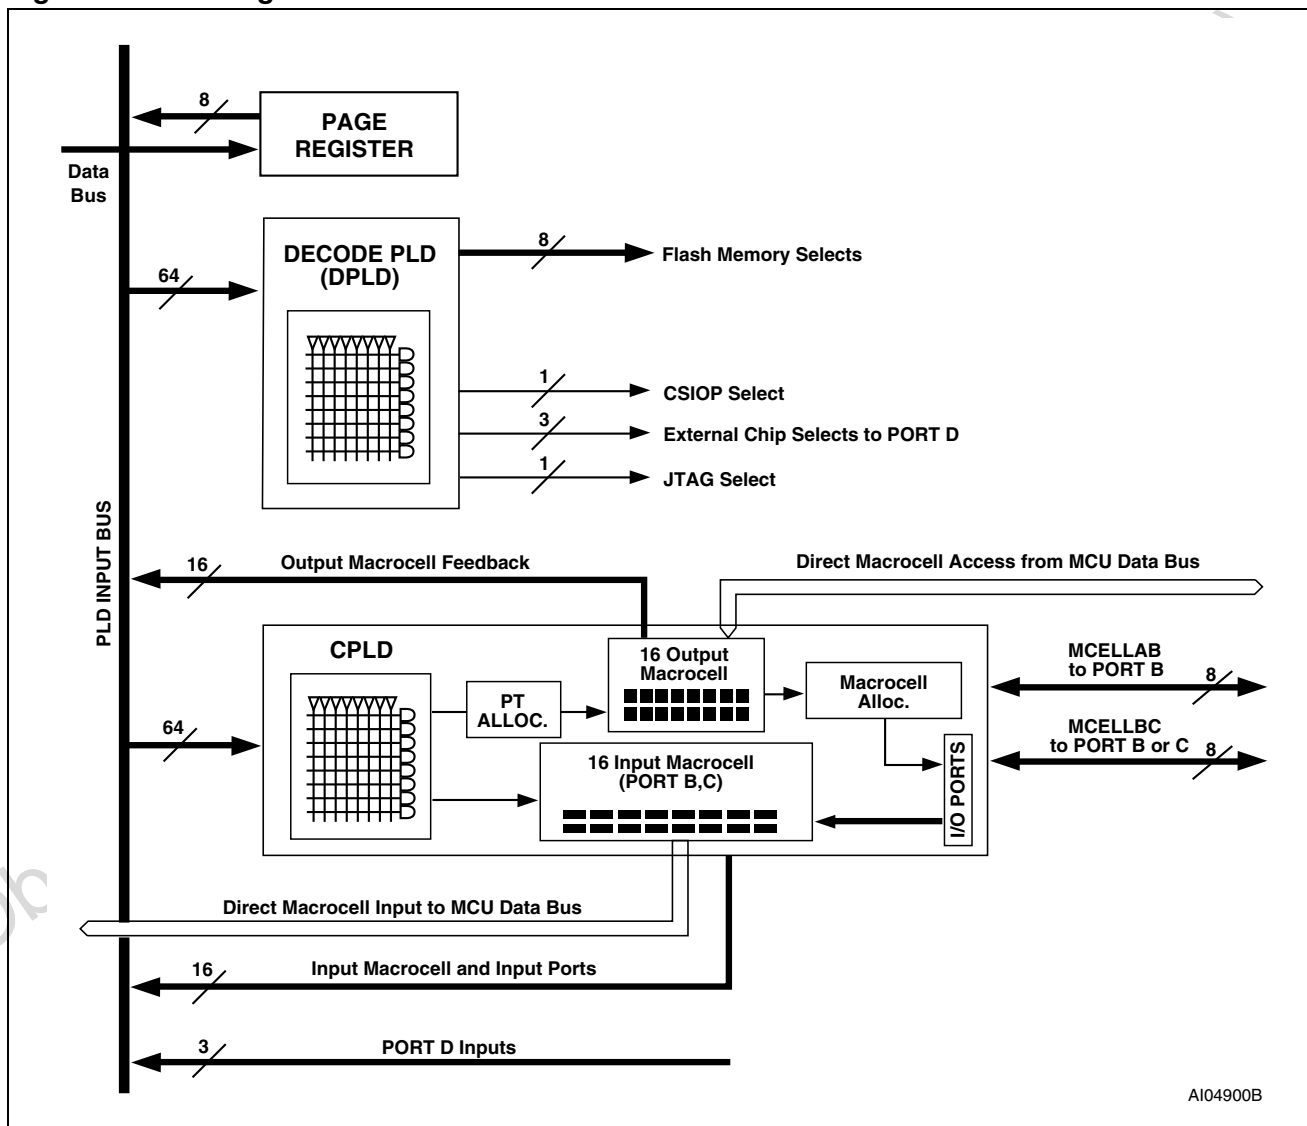 8
PAGE
REGISTER
Data
Bus
DECODE PLD
(DPLD)
8
Flash Memory Selects
64
1
CSIOP Select
3
External Chip Selects to PORT D
1
JTAG Select
PLD INPUT BUS
16
Output Macrocell Feedback
Direct Macrocell Access from MCU Data Bus
CPLD
16 Output
Macrocell
Macrocell
Alloc.
MCELLAB
to PORT B
8
PT
ALLOC.
64
MCELLBC
to PORT B or C
8
16 Input Macrocell
(PORT B,C)
I/O PORTS
Direct Macrocell Input to MCU Data Bus
16
Input Macrocell and Input Ports
3
PORT D Inputs
AI04900B